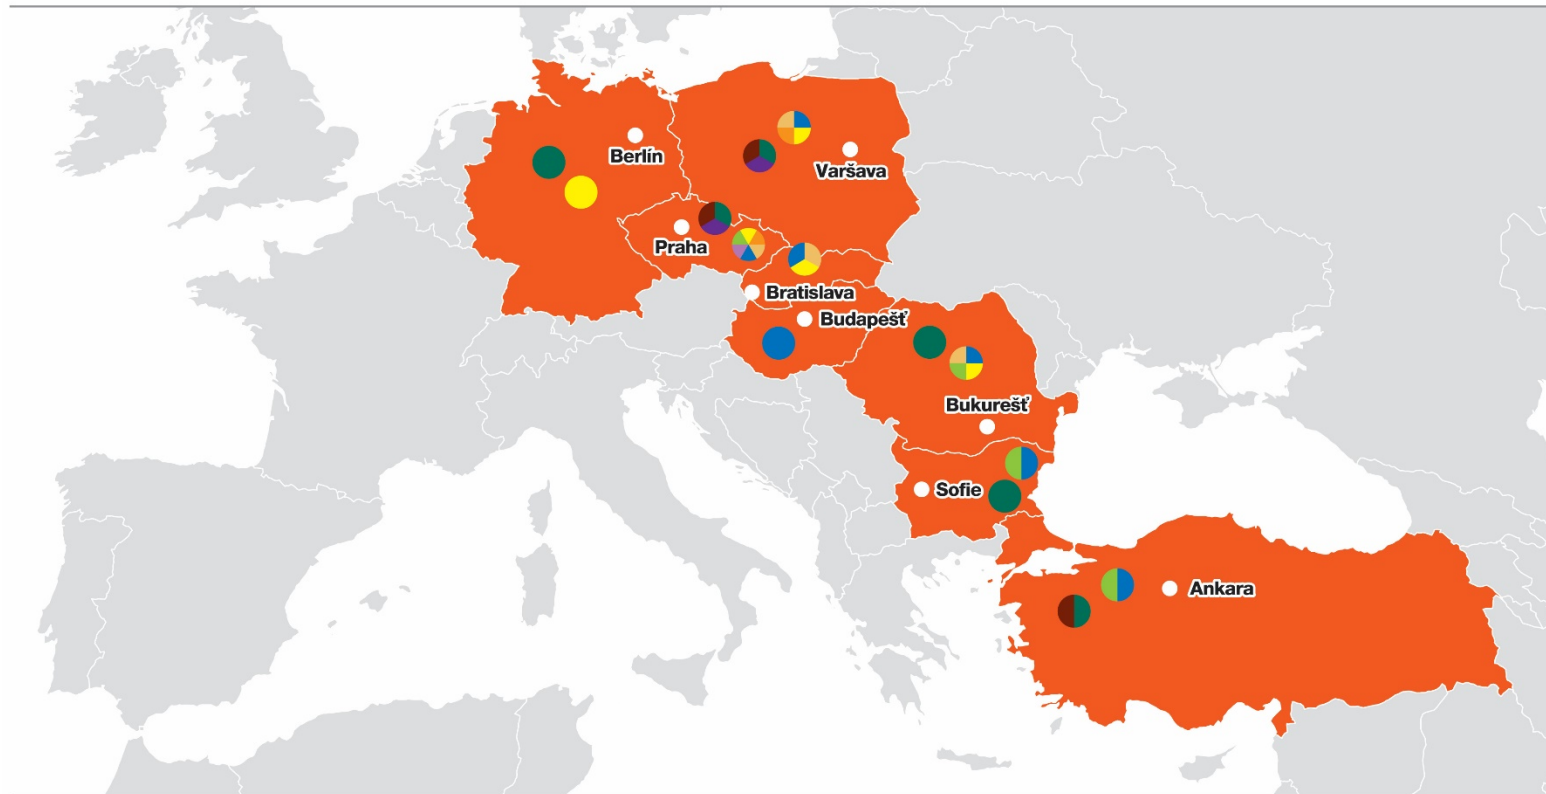 Berlín
Varšava
Praha
Bratislava
Budapešť
Bukurešť
Sofie
Ankara